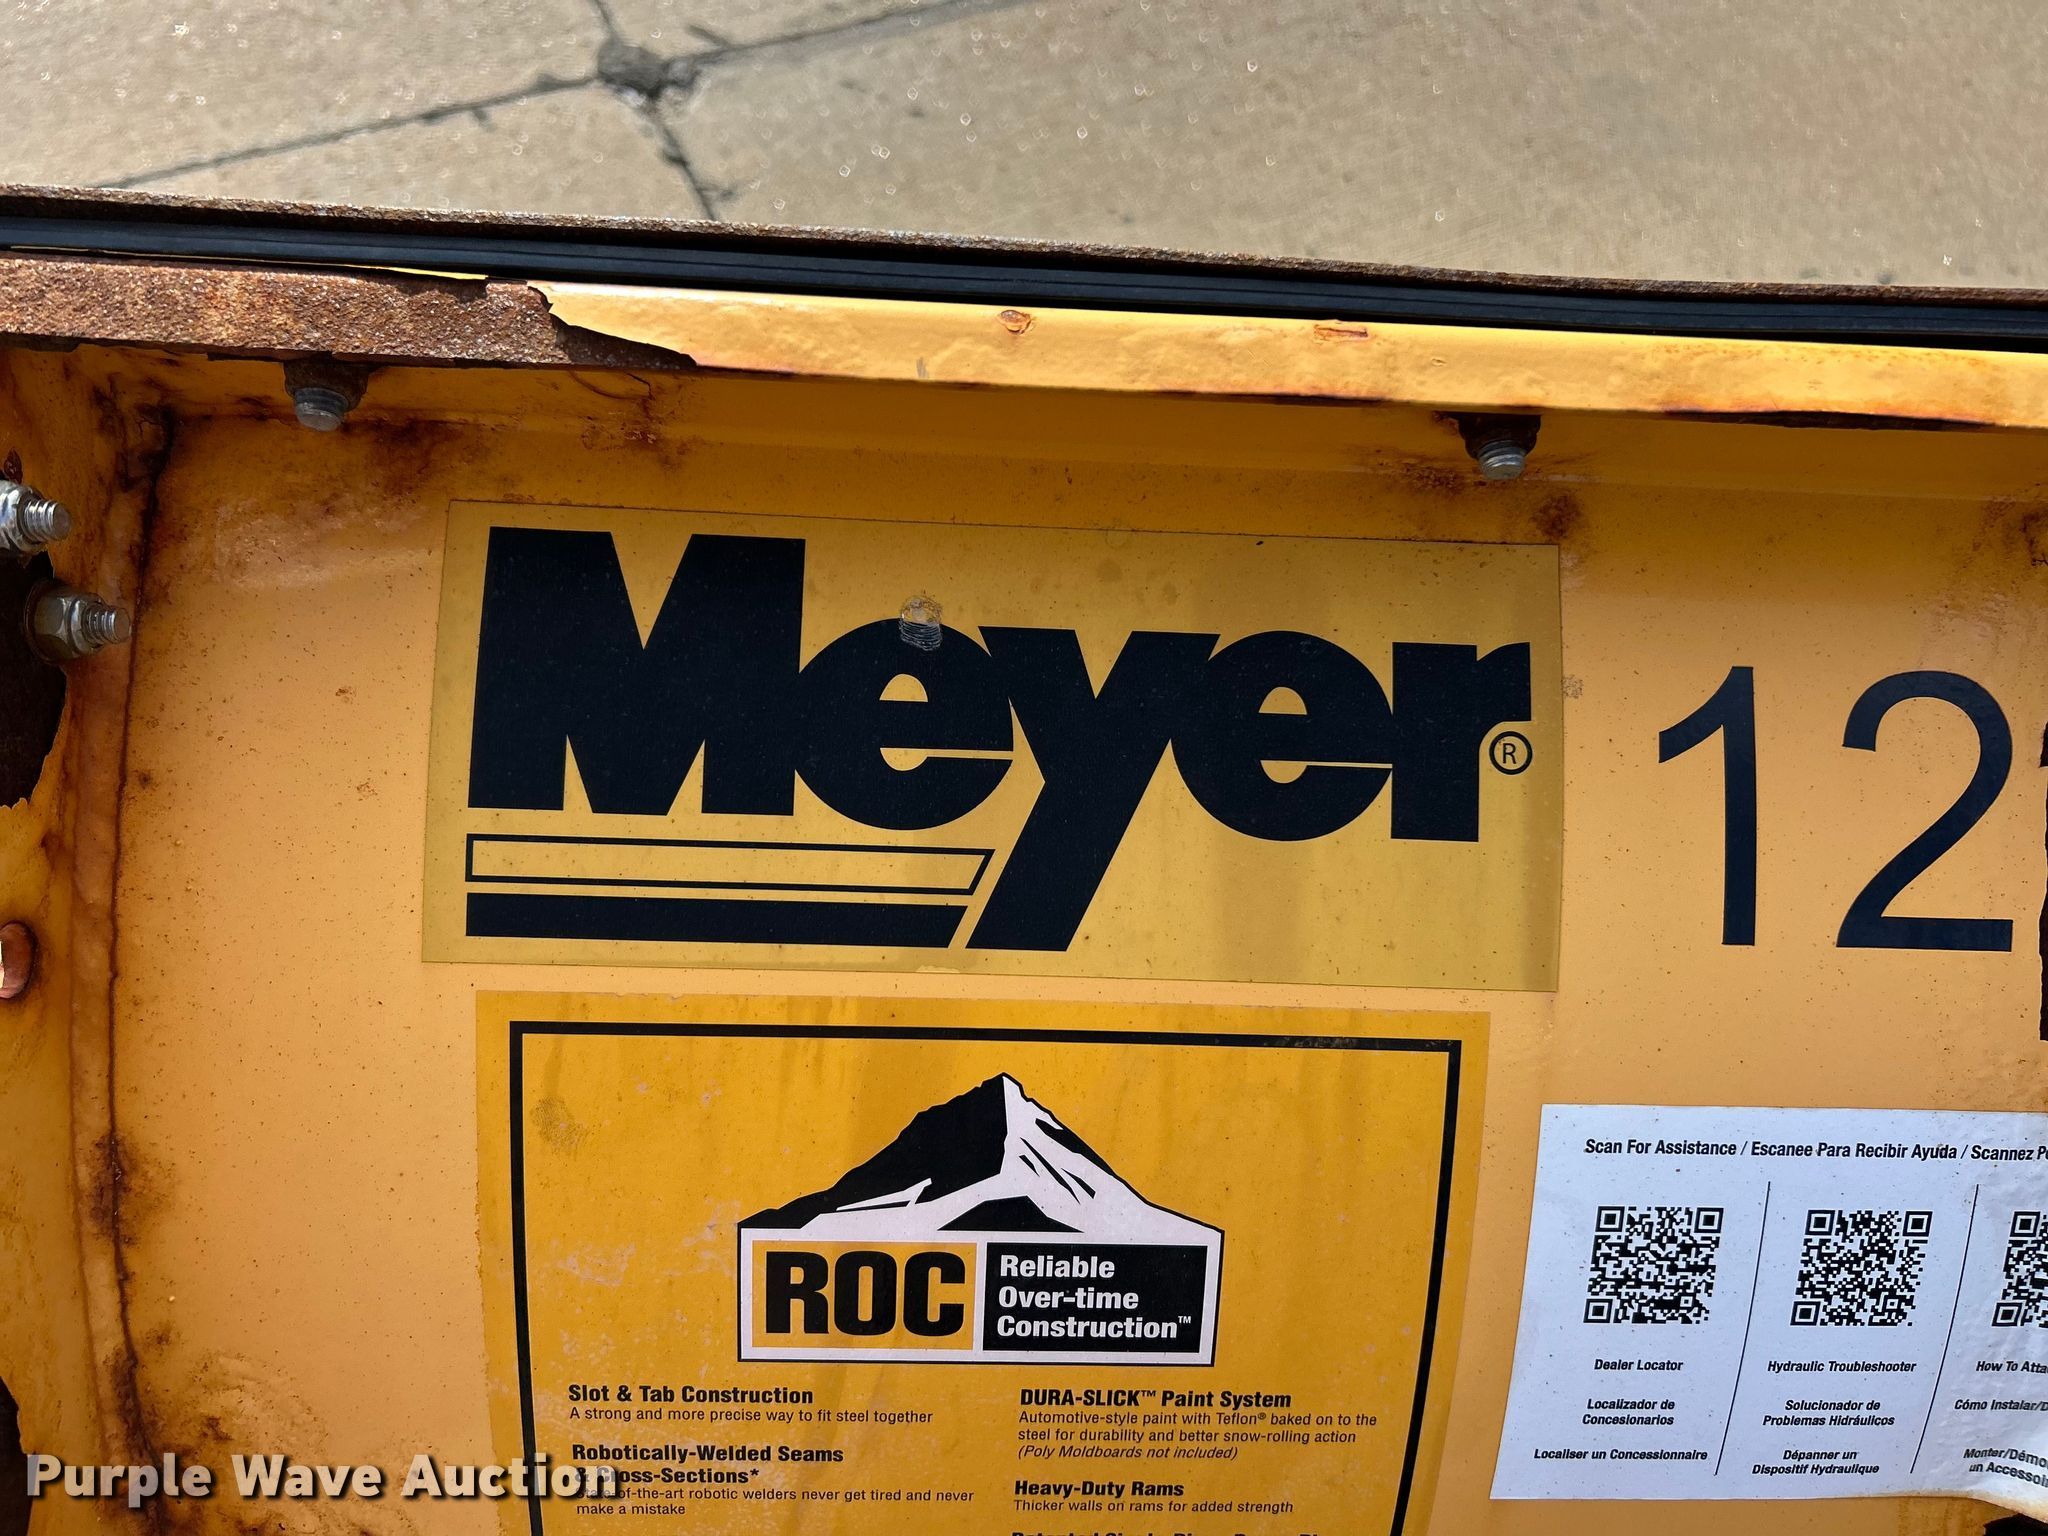 Meyer®
12
ROC
Reliable
Over-time
Construction™
Slot & Tab Construction
A strong and more precise way to fit steel together
Robotically-Welded Seams
& Cross-Sections*
State-of-the-art robotic welders never get tired and never
make a mistake
DURA-SLICK™ Paint System
Automotive-style paint with Teflon® baked on to the
steel for durability and better snow-rolling action
(Poly Moldboards not included)
Heavy-Duty Rams
Thicker walls on rams for added strength
Scan For Assistance / Escanee Para Recibir Ayuda / Scannez
Dealer Locator
Localizador de
Concesionarios
Localiser un Concessionnaire
Hydraulic Troubleshooter
Solucionador de
Problemas Hidráulicos
Dépanner un
Dispositif Hydraulique
How To
Cómo Instalar/
Monter/
un
Purple Wave Auction